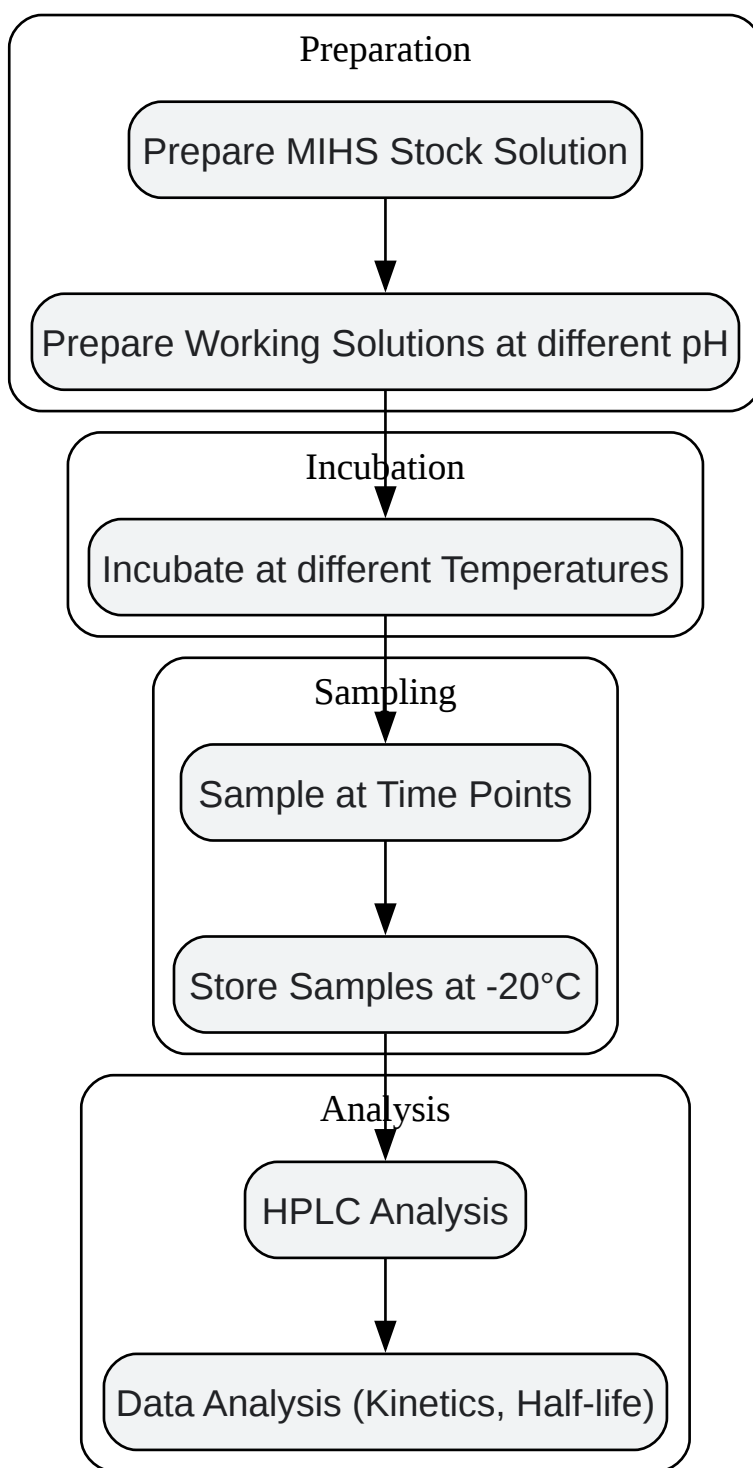 Preparation
Prepare MIHS Stock Solution
Prepare Working Solutions at different pH
Incubation
Incubate at different Temperatures
Sampling
Sample at Time Points
Store Samples at -20°C
Analysis
HPLC Analysis
Data Analysis (Kinetics, Half-life)